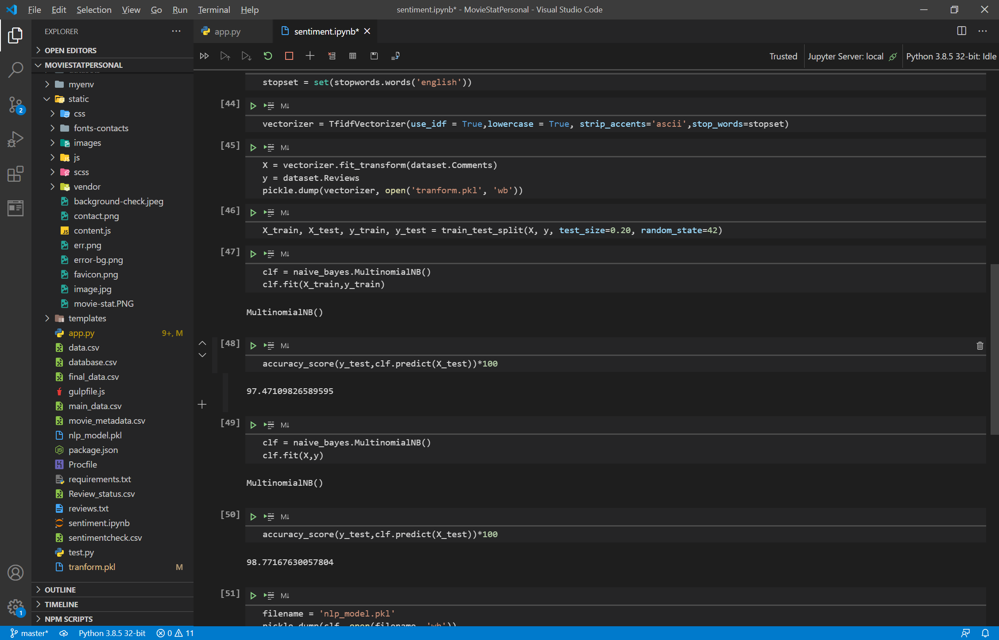 File Edit Selection View Go Run Terminal Help
sentiment.ipynb* - MovieStatPersonal - Visual Studio Code
EXPLORER
OPEN EDITORS
MOVIESTATPERSONAL
myenv
static
css
fonts-contacts
images
js
scss
vendor
background-check.jpeg
contact.png
JS content.js
err.png
error-bg.png
favicon.png
image.jpg
movie-stat.PNG
templates
app.py 9+, M
data.csv
database.csv
final_data.csv
gulpfile.js
main_data.csv
movie_metadata.csv
nlp_model.pkl
package.json
Procfile
requirements.txt
Review_status.csv
reviews.txt
sentiment.ipynb
sentimentcheck.csv
test.py
tranform.pkl M
OUTLINE
TIMELINE
NPM SCRIPTS
2
1
app.py
sentiment.ipynb*
Trusted
Jupyter Server: local
Python 3.8.5 32-bit: Idle
stopset = set(stopwords.words('english'))
[44] M↓
vectorizer = TfidfVectorizer(use_idf = True,lowercase = True, strip_accents='ascii',stop_words=stopset)
[45] M↓
X = vectorizer.fit_transform(dataset.Comments)
y = dataset.Reviews
pickle.dump(vectorizer, open('tranform.pkl', 'wb'))
[46] M↓
X_train, X_test, y_train, y_test = train_test_split(X, y, test_size=0.20, random_state=42)
[47] M↓
clf = naive_bayes.MultinomialNB()
clf.fit(X_train,y_train)
MultinomialNB()
[48] M↓
accuracy_score(y_test,clf.predict(X_test))*100
97.47109826589595
[49] M↓
clf = naive_bayes.MultinomialNB()
clf.fit(X,y)
MultinomialNB()
[50] M↓
accuracy_score(y_test,clf.predict(X_test))*100
98.77167630057804
[51] M↓
filename = 'nlp_model.pkl'
pickle.dump(clf, open(filename, 'wb'))
master*
Python 3.8.5 32-bit
0 11